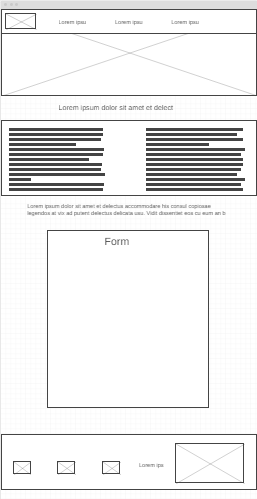 Lorem ipsu
Lorem ipsu
Lorem ipsu
Lorem ipsum dolor sit amet et delect
Lorem ipsum dolor sit amet et delectus accommodare his consul copiosae
legendos at vix ad putent delectus delicata usu. Vidit dissentiet eos cu eum an b
Form
Lorem ips